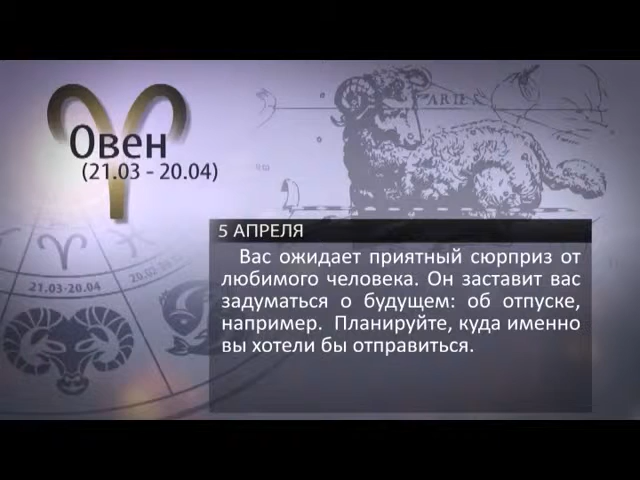 Овен
(21.03 - 20.04)
ARIES
5 АПРЕЛЯ
Вас ожидает приятный сюрприз от
любимого человека. Он заставит вас
задуматься о будущем: об отпуске,
например. Планируйте, куда именно
вы хотели бы отправиться.
21.03-20.04